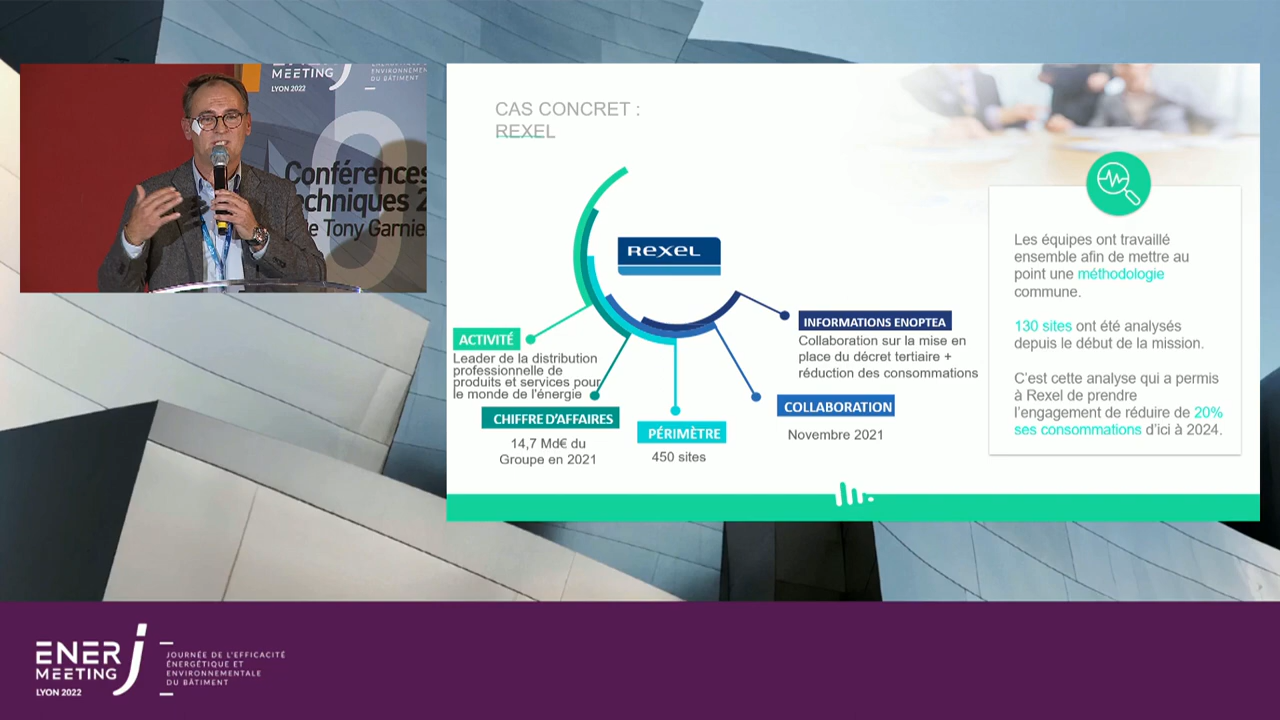 MEETING
LYON 2022
ENVIRONNEMEN
DU BÂTIMENT
Conférences
Tony Garnie
CAS CONCRET :
REXEL
REXEL
ACTIVITÉ
Leader de la distribution
professionnelle de
produits et services pour
le monde de l'énergie
CHIFFRE D'AFFAIRES
14,7 Md€ du
Groupe en 2021
PÉRIMÈTRE
450 sites
COLLABORATION
Novembre 2021
INFORMATIONS ENOPTEA
Collaboration sur la mise en
place du décret tertiaire +
réduction des consommations
Les équipes ont travaillé
ensemble afin de mettre au
point une méthodologie
commune.
130 sites ont été analysés
depuis le début de la mission.
C'est cette analyse qui a permis
à Rexel de prendre
l'engagement de réduire de 20%
ses consommations d'ici à 2024.
ENERJ
MEETING
LYON 2022
JOURNÉE DE L'EFFICACITÉ
ÉNERGÉTIQUE ET
ENVIRONNEMENTALE
DU BÂTIMENT